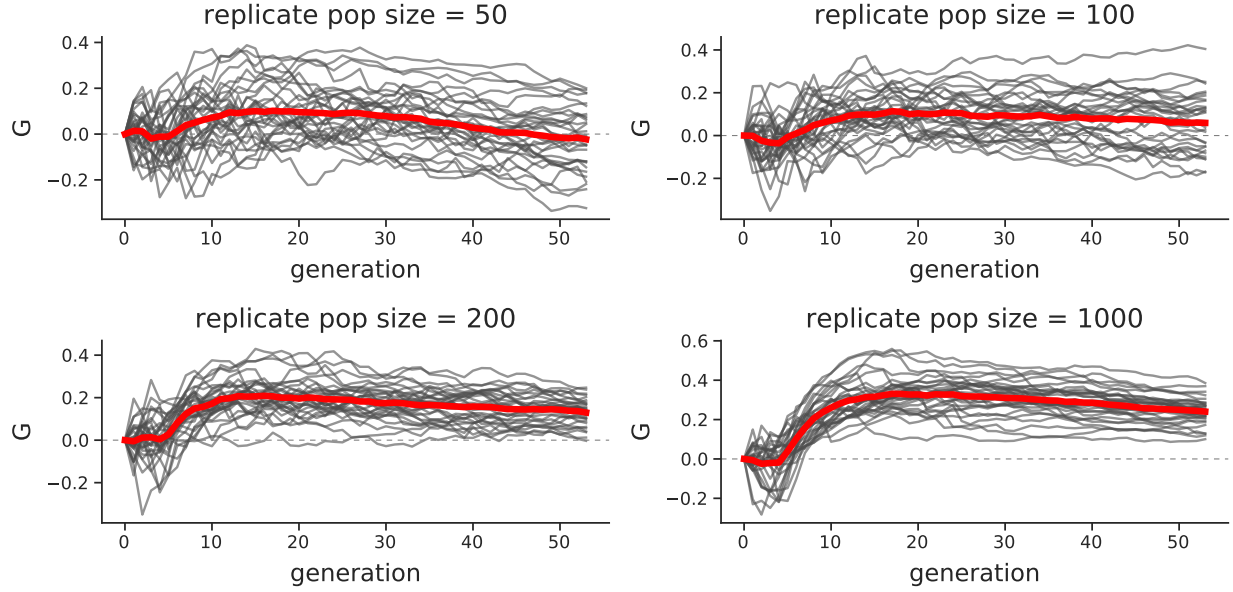 replicate pop size = 50
0.4
0.2
0.0
−0.2
G
0 10 20 30 40 50
generation
replicate pop size = 100
0.4
0.2
0.0
−0.2
G
0 10 20 30 40 50
generation
replicate pop size = 200
0.4
0.2
0.0
−0.2
G
0 10 20 30 40 50
generation
replicate pop size = 1000
0.6
0.4
0.2
0.0
−0.2
G
0 10 20 30 40 50
generation